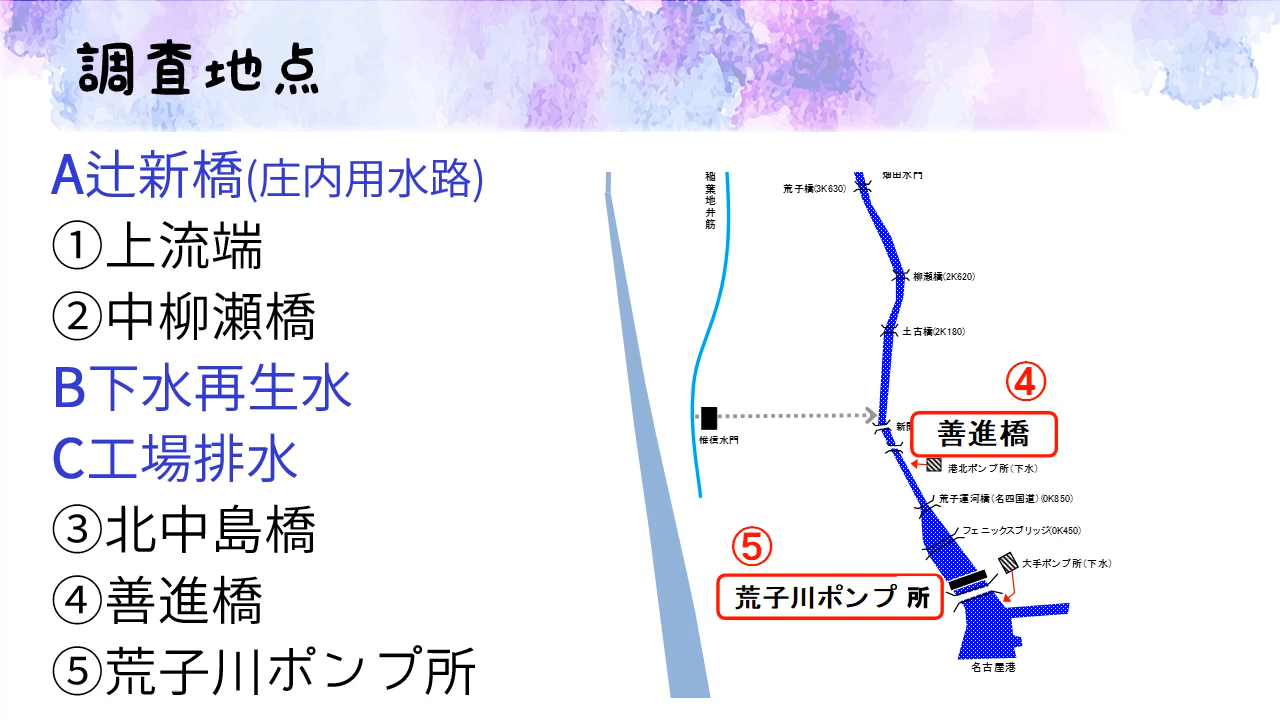 調査地点
A辻新橋(庄内用水路)
①上流端
②中柳瀬橋
B下水再生水
C工場排水
③北中島橋
④善進橋
⑤荒子川ポンプ所
稲葉地井筋
荒子橋(3K630)
柳瀬橋(2K620)
土古橋(2K180)
④
善進橋
惟信水門
港北ポンプ所(下水)
荒子運河橋(名四国道)(0K850)
フェニックスブリッジ(0K450)
⑤
荒子川ポンプ 所
大手ポンプ所(下水)
名古屋港